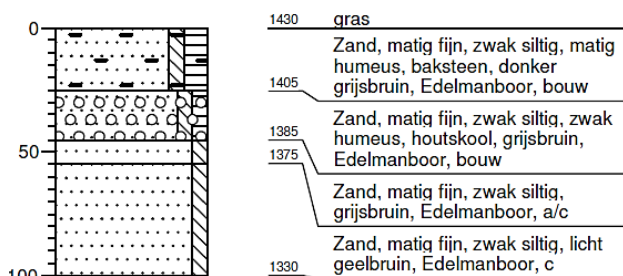 0
50
100
1430 gras
Zand, matig fijn, zwak siltig, matig
humeus, baksteen, donker
1405 grijsbruin, Edelmanboor, bouw
Zand, matig fijn, zwak siltig, zwak
1385 humeus, houtskool, grijsbruin,
1375 Edelmanboor, bouw
Zand, matig fijn, zwak siltig,
grijsbruin, Edelmanboor, a/c
Zand, matig fijn, zwak siltig, licht
1330 geelbruin, Edelmanboor, c